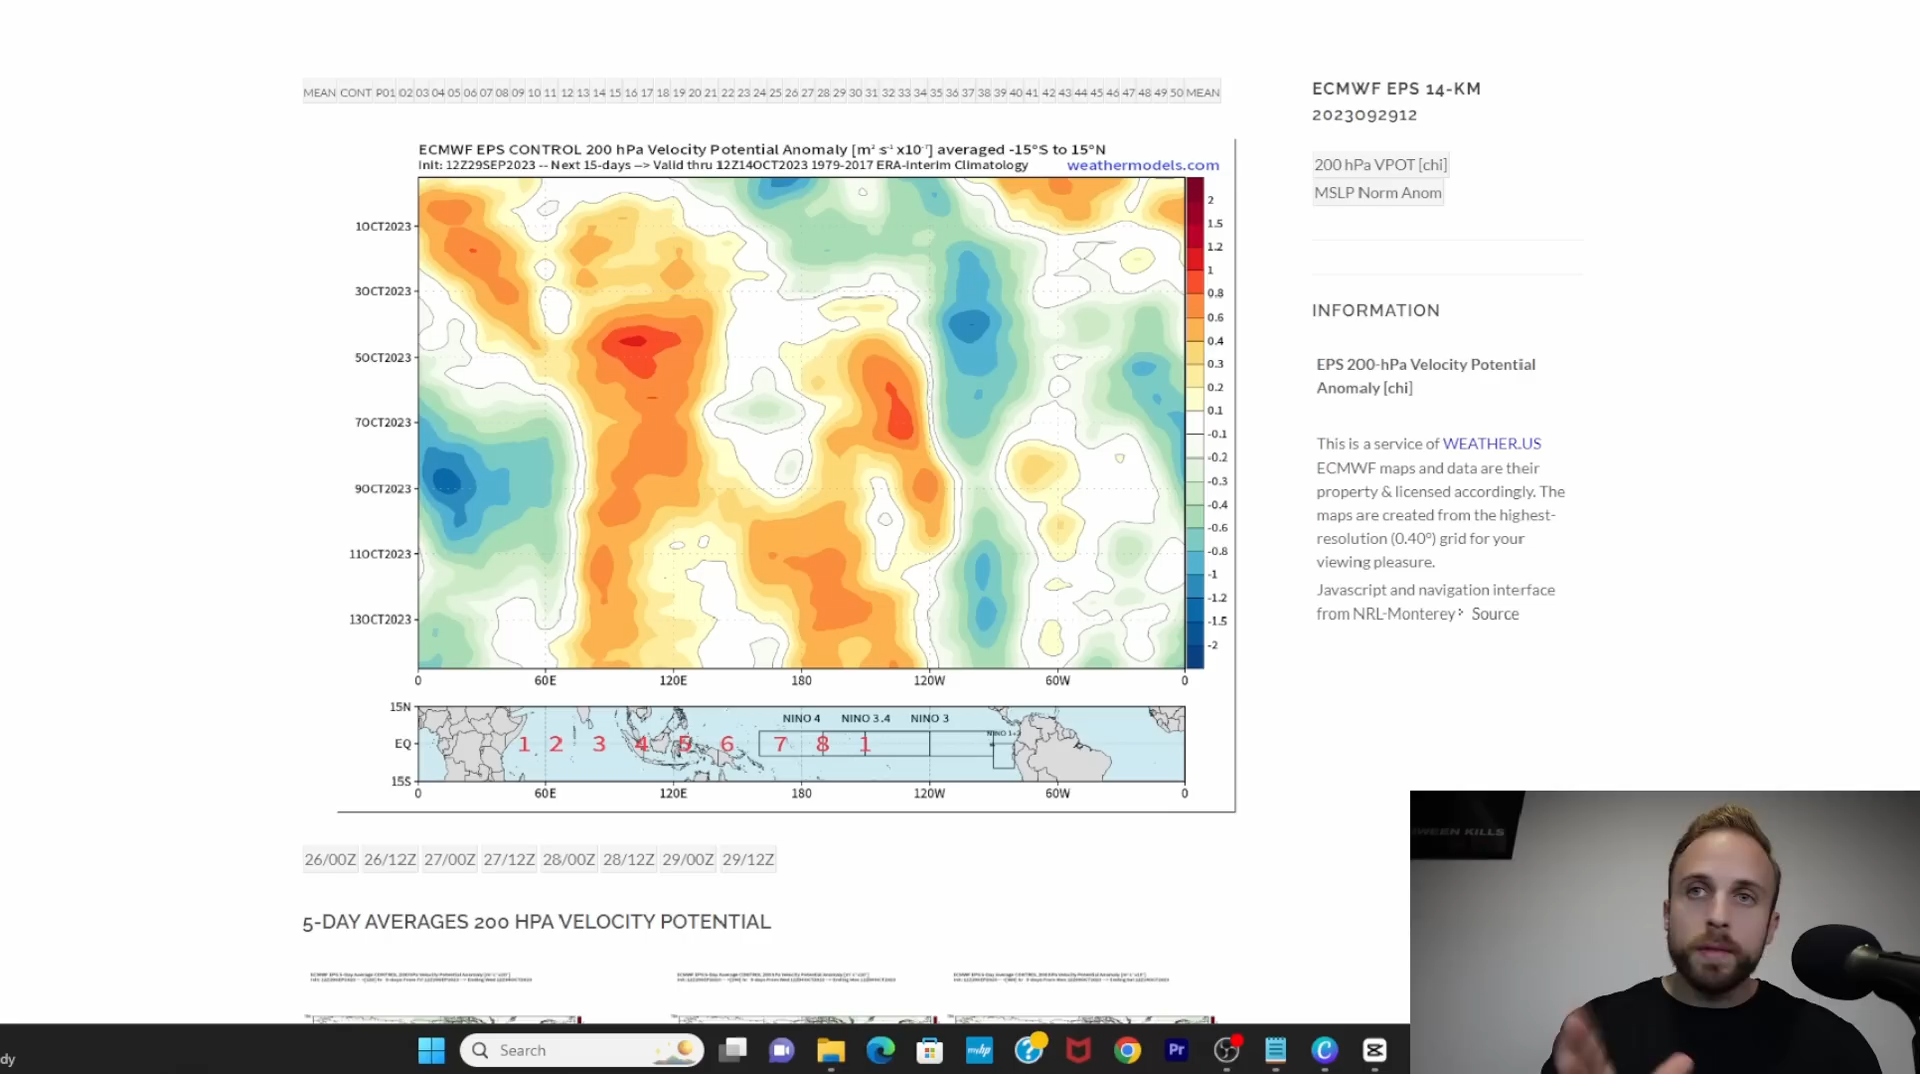 MEAN CONT P01 02 03 04 05 06 07 08 09 10 11 12 13 14 15 16 17 18 19 20 21 22 23 24 25 26 27 28 29 30 31 32 33 34 35 36 37 38 39 40 41 42 43 44 45 46 47 48 49 50 MEAN
ECMWF EPS CONTROL 200 hPa Velocity Potential Anomaly [m² s⁻¹ x10⁻⁷] averaged -15°S to 15°N
Init: 12Z29SEP2023 -- Next 15-days --> Valid thru 12Z14OCT2023 1979-2017 ERA-Interim Climatology
weathermodels.com
1OCT2023
3OCT2023
5OCT2023
7OCT2023
9OCT2023
11OCT2023
13OCT2023
2
1.5
1.2
1
0.8
0.6
0.4
0.3
0.2
0.1
-0.1
-0.2
-0.3
-0.4
-0.6
-0.8
-1
-1.2
-1.5
-2
0 60E 120E 180 120W 60W 0
15N
EQ
15S
NINO 4 NINO 3.4 NINO 3
1 2 3 4 5 6 7 8 1
0 60E 120E 180 120W 60W 0
26/00Z 26/12Z 27/00Z 27/12Z 28/00Z 28/12Z 29/00Z 29/12Z
5-DAY AVERAGES 200 HPA VELOCITY POTENTIAL
ECMWF EPS 14-KM
2023092912
200 hPa VPOT [chi]
MSLP Norm Anom
INFORMATION
EPS 200-hPa Velocity Potential
Anomaly [chi]
This is a service of WEATHER.US
ECMWF maps and data are their
property & licensed accordingly. The
maps are created from the highest-
resolution (0.40°) grid for your
viewing pleasure.
Javascript and navigation interface
from NRL-Monterey Source
WEEN KILLS
dy
Search
myhp
Pr